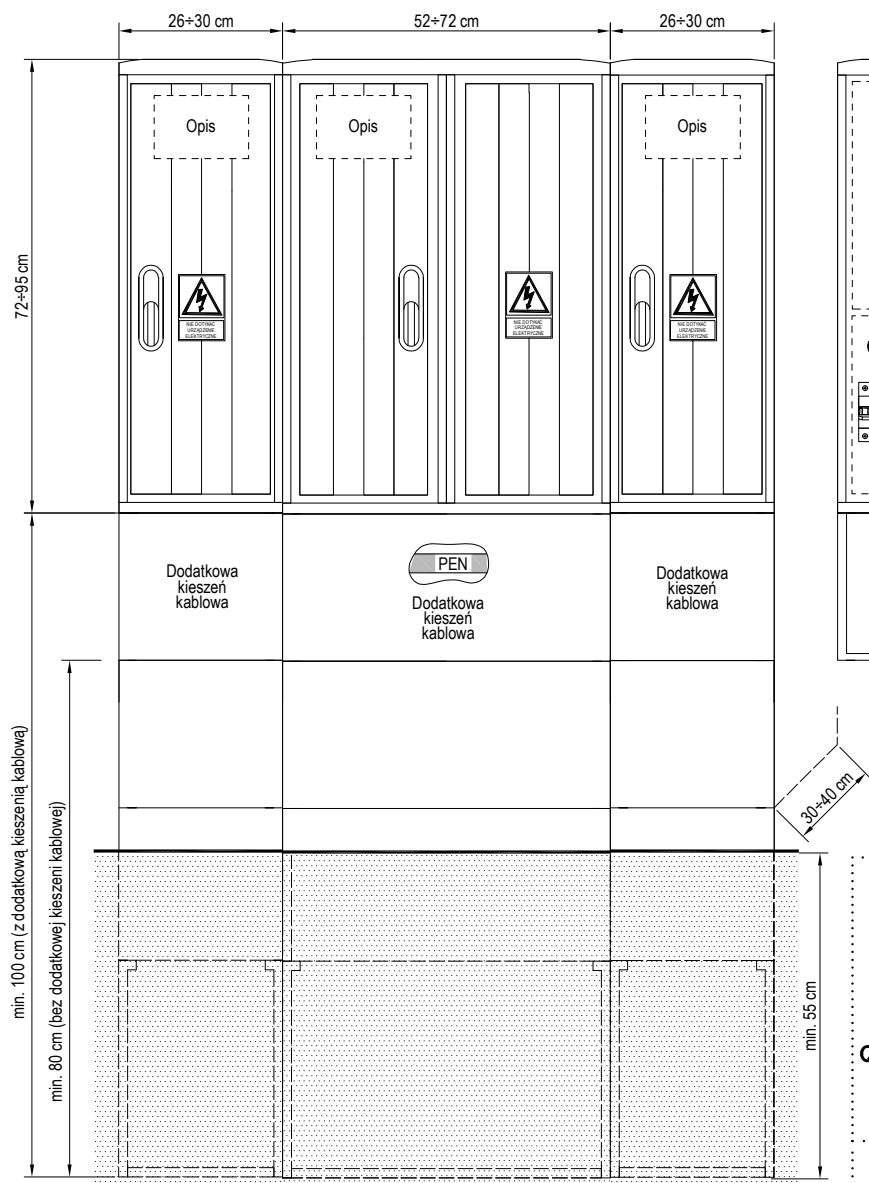 26÷30 cm
52÷72 cm
26÷30 cm
72÷95 cm
Opis
Opis
Opis
NIE DOTYKAĆ
URZĄDZENIE
ELEKTRYCZNE
NIE DOTYKAĆ
URZĄDZENIE
ELEKTRYCZNE
NIE DOTYKAĆ
URZĄDZENIE
ELEKTRYCZNE
Dodatkowa
kieszeń
kablowa
PEN
Dodatkowa
kieszeń
kablowa
Dodatkowa
kieszeń
kablowa
min. 100 cm (z dodatkową kieszenią kablową)
min. 80 cm (bez dodatkowej kieszeni kablowej)
30÷40 cm
min. 55 cm